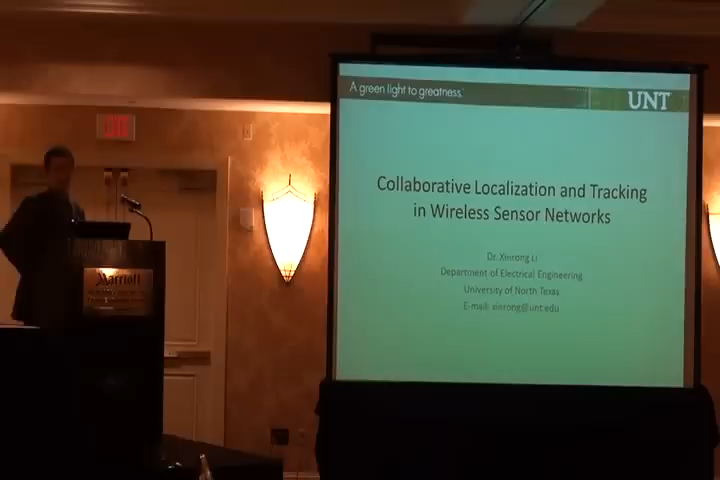 A green light to greatness.
UNT
Collaborative Localization and Tracking
in Wireless Sensor Networks
Dr. Xinrong Li
Department of Electrical Engineering
University of North Texas
E-mail: xinrong@unt.edu
EXIT
Marriott